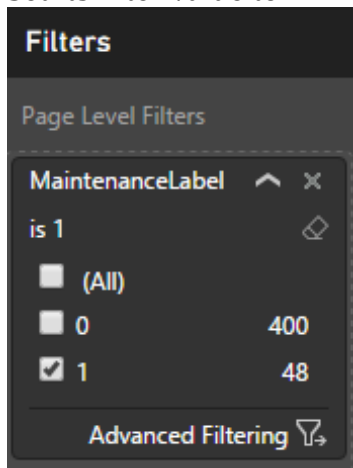 Filters
Page Level Filters
MaintenanceLabel
is 1
(All)
0 400
1 48
Advanced Filtering